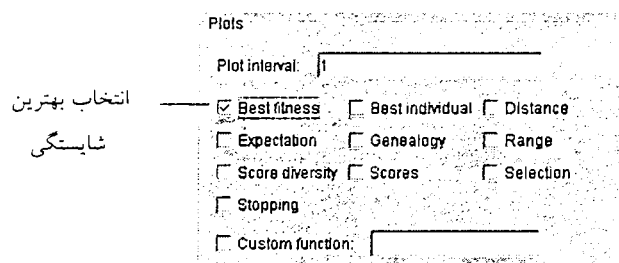 Plots
Plot interval: 1
انتخاب بهترین
شایستگی
Best fitness Best individual Distance
Expectation Genealogy Range
Score diversity Scores Selection
Stopping
Custom function: